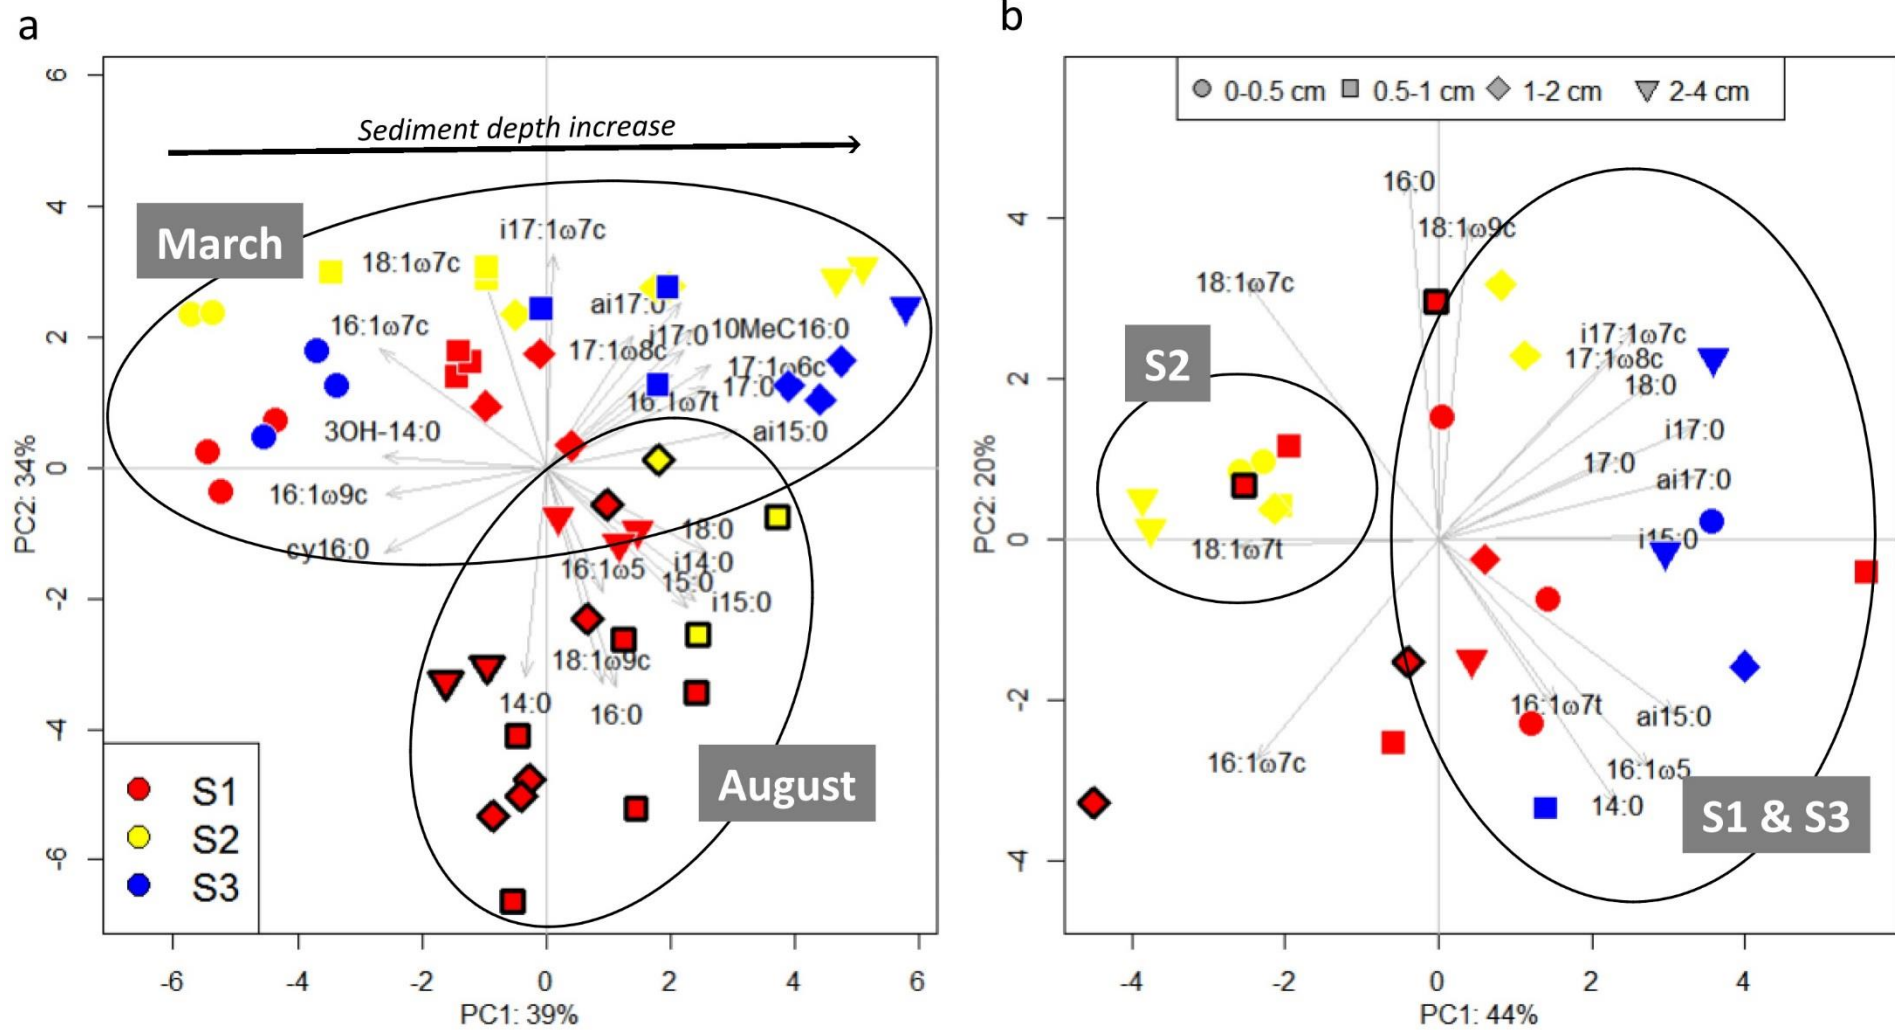 a
b
6
4
2
0
-2
-4
-6
PC2: 34%
Sediment depth increase
March
i17:1ω7c
18:1ω7c
ai17:0
16:1ω7c
i17:0
10MeC16:0
17:1ω8c
17:1ω6c
17:0
16:1ω7t
3OH-14:0
ai15:0
16:1ω9c
cy16:0
18:0
i14:0
16:1ω5
15:0
i15:0
18:1ω9c
14:0
16:0
August
S1
S2
S3
-6
-4
-2
0
2
4
6
PC1: 39%
0-0.5 cm
0.5-1 cm
1-2 cm
2-4 cm
4
2
0
-2
-4
PC2: 20%
16:0
18:1ω9c
18:1ω7c
S2
i17:1ω7c
17:1ω8c
18:0
i17:0
17:0
ai17:0
18:1ω7t
i15:0
16:1ω7t
ai15:0
16:1ω7c
16:1ω5
14:0
S1 & S3
-4
-2
0
2
4
PC1: 44%